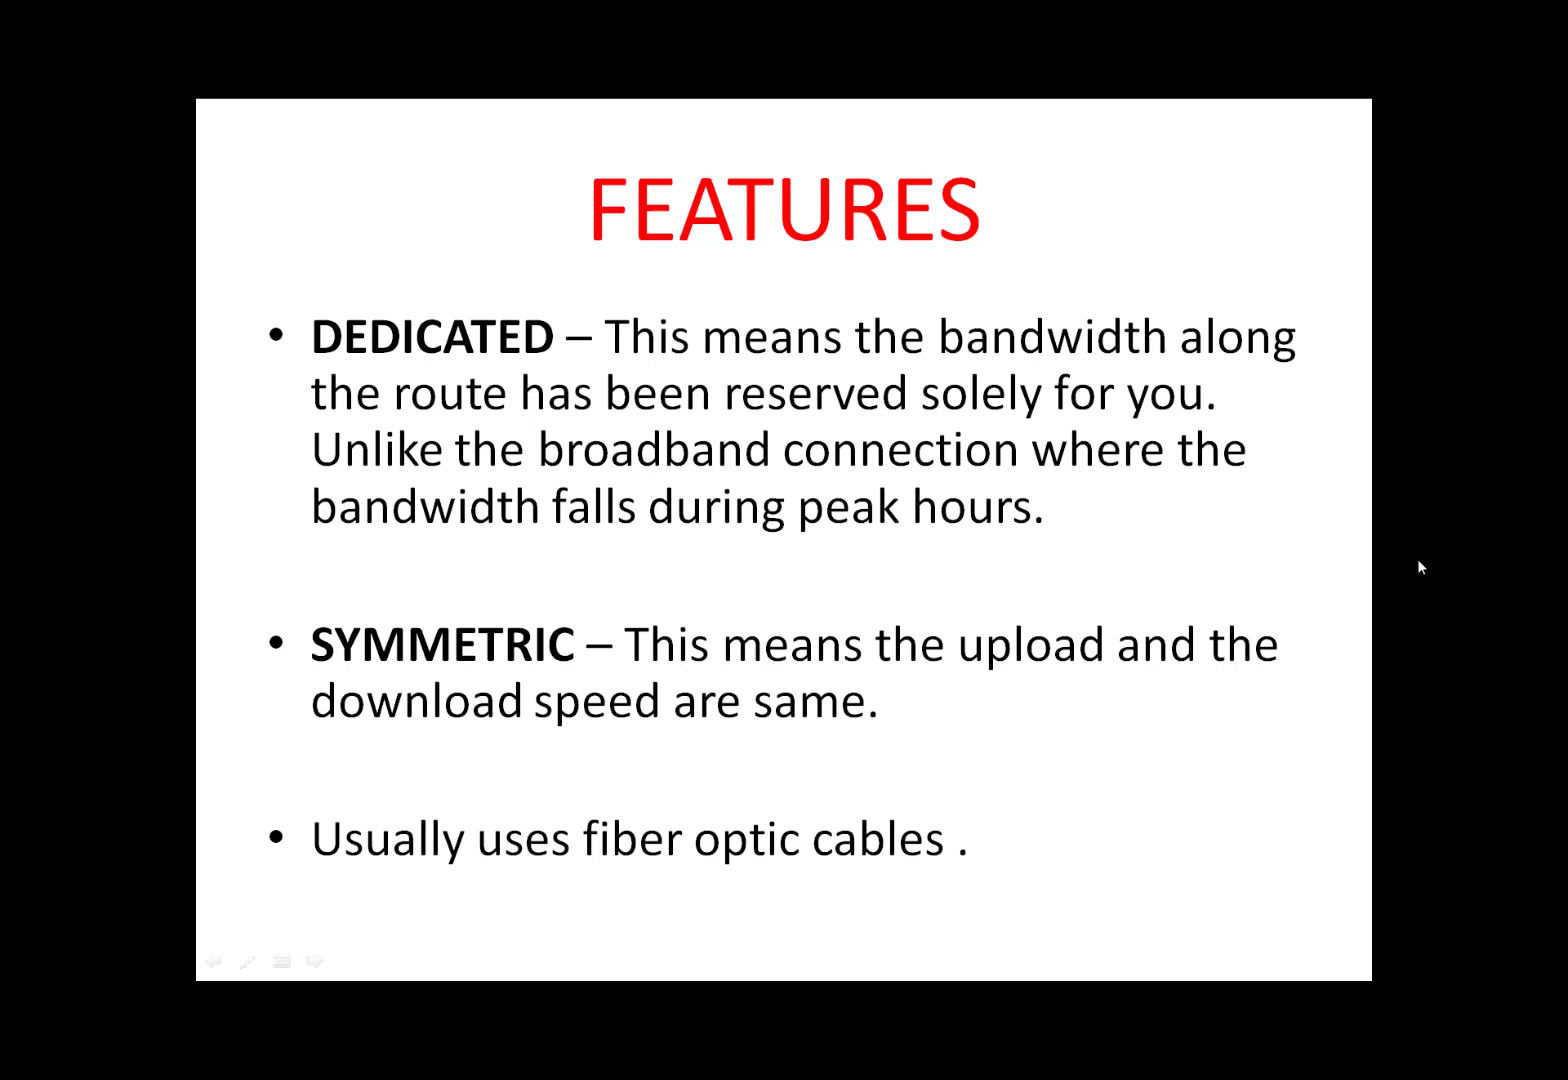 FEATURES
• DEDICATED – This means the bandwidth along
the route has been reserved solely for you.
Unlike the broadband connection where the
bandwidth falls during peak hours.
• SYMMETRIC – This means the upload and the
download speed are same.
• Usually uses fiber optic cables .